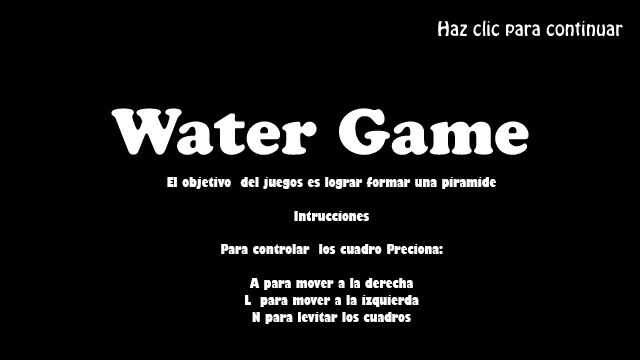 Haz clic para continuar
Water Game
El objetivo del juegos es lograr formar una piramide
Intrucciones
Para controlar los cuadro Preciona:
A para mover a la derecha
L para mover a la izquierda
N para levitar los cuadros